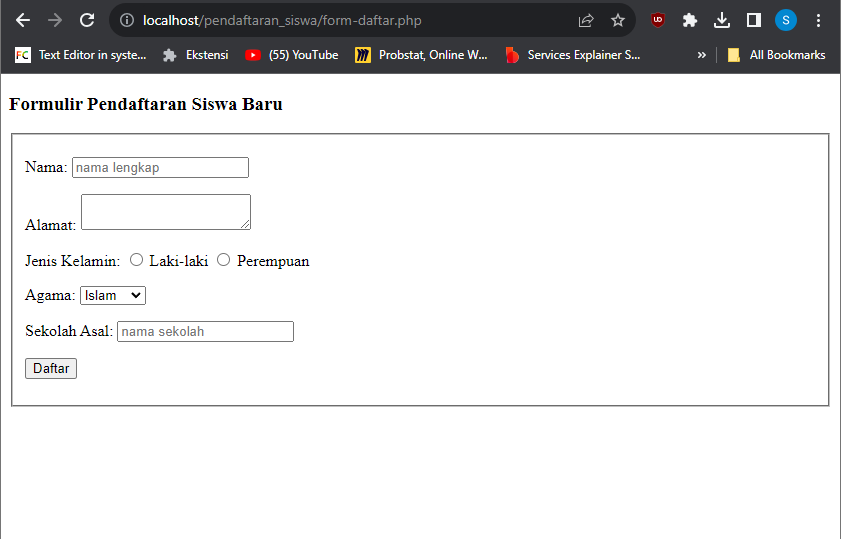 localhost/pendaftaran_siswa/form-daftar.php
S
FC Text Editor in syste... Ekstensi (55) YouTube Probstat, Online W... Services Explainer S... » All Bookmarks
Formulir Pendaftaran Siswa Baru
Nama: nama lengkap
Alamat:
Jenis Kelamin: Laki-laki Perempuan
Agama: Islam
Sekolah Asal: nama sekolah
Daftar